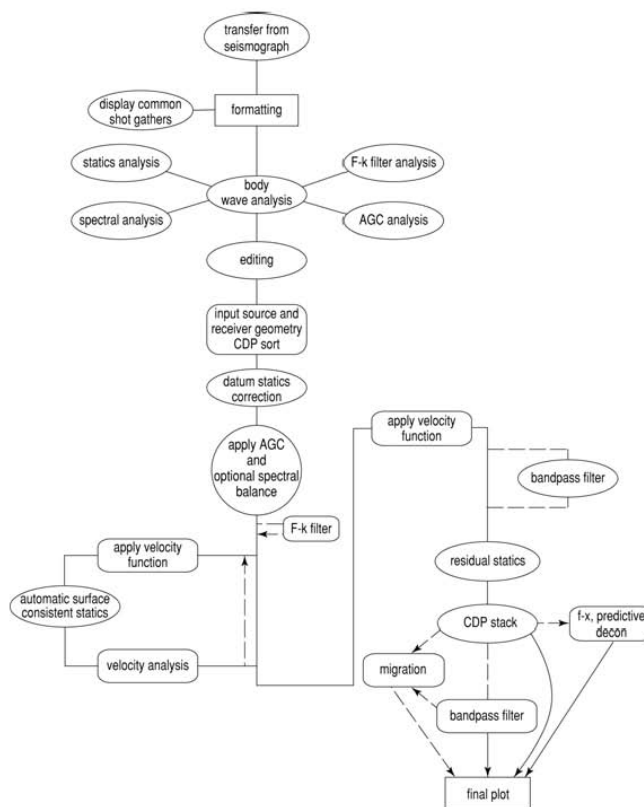 transfer from
seismograph
display common
shot gathers
formatting
statics analysis
F-k filter analysis
body
wave analysis
spectral analysis
AGC analysis
editing
input source and
receiver geometry
CDP sort
datum statics
correction
apply AGC
and
optional spectral
balance
F-k filter
apply velocity
function
automatic surface
consistent statics
velocity analysis
apply velocity
function
bandpass filter
residual statics
CDP stack
f-x, predictive
decon
migration
bandpass filter
final plot